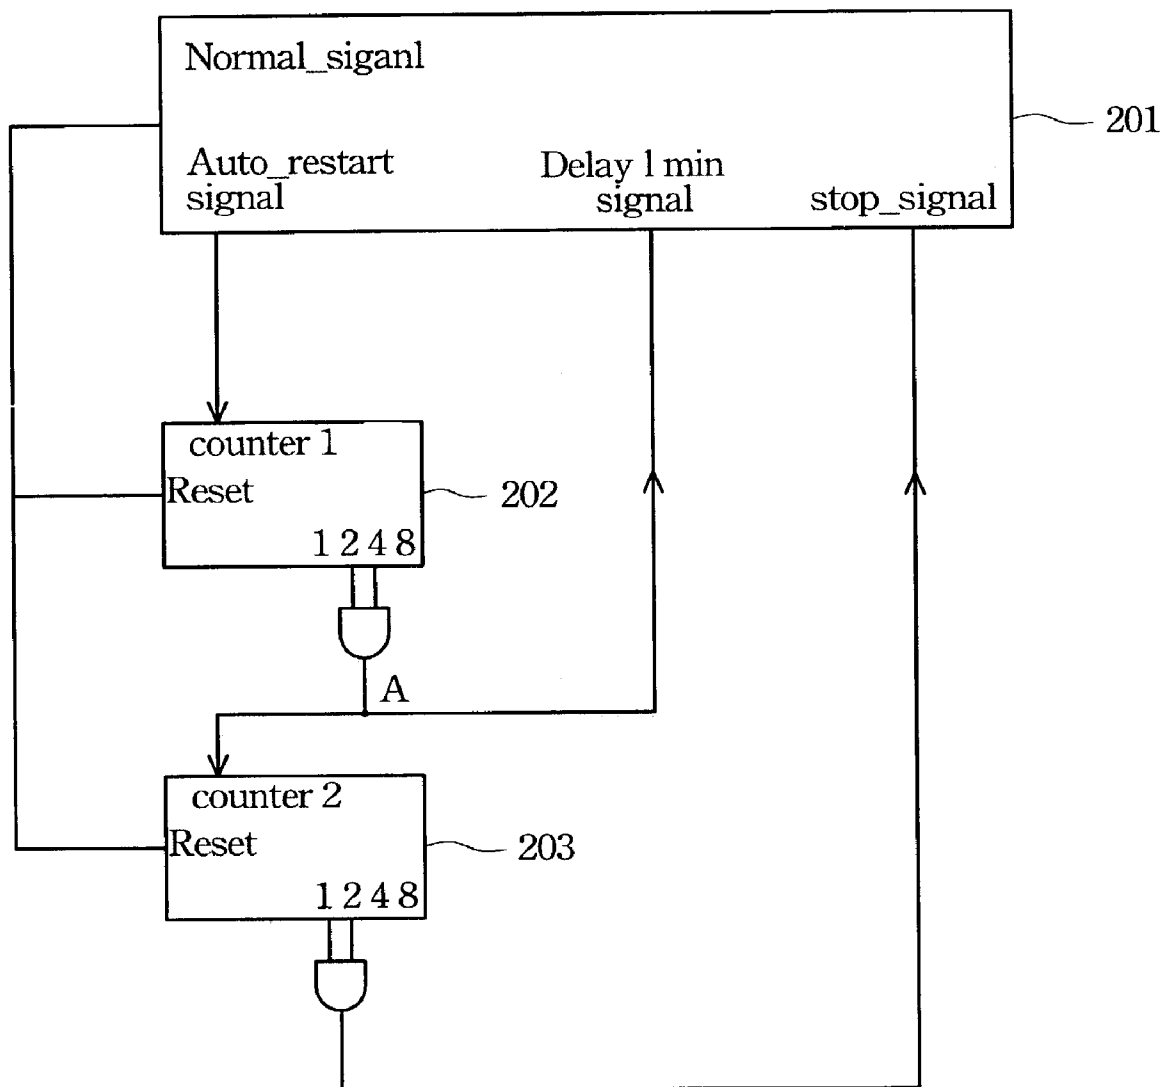 Normal_siganl
201
Auto_restart
signal
Delay 1 min
signal
stop_signal
counter 1
Reset
202
1 2 4 8
A
counter 2
Reset
203
1 2 4 8